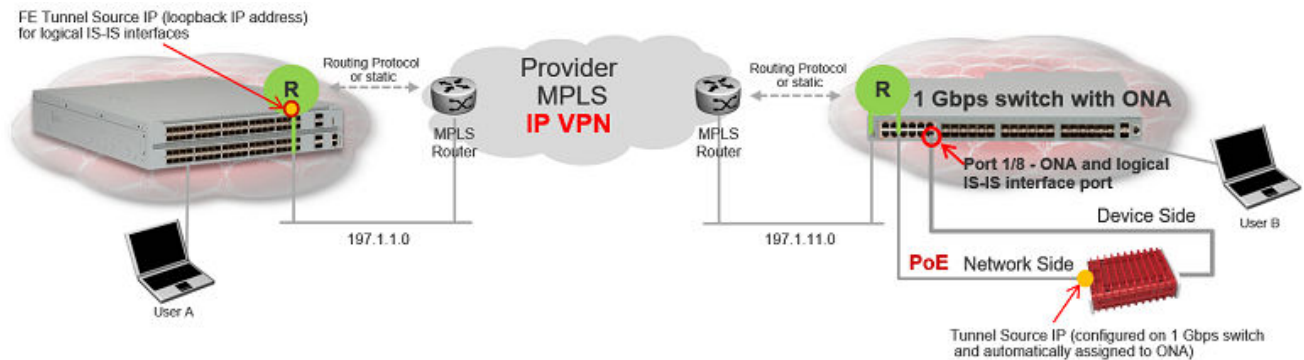 FE Tunnel Source IP (loopback IP address)
for logical IS-IS interfaces
R
Routing Protocol
or static
MPLS
Router
Provider
MPLS
IP VPN
Routing Protocol
or static
MPLS
Router
R
1 Gbps switch with ONA
Port 1/8 - ONA and logical
IS-IS interface port
User A
197.1.1.0
197.1.11.0
Device Side
User B
PoE Network Side
Tunnel Source IP (configured on 1 Gbps switch
and automatically assigned to ONA)